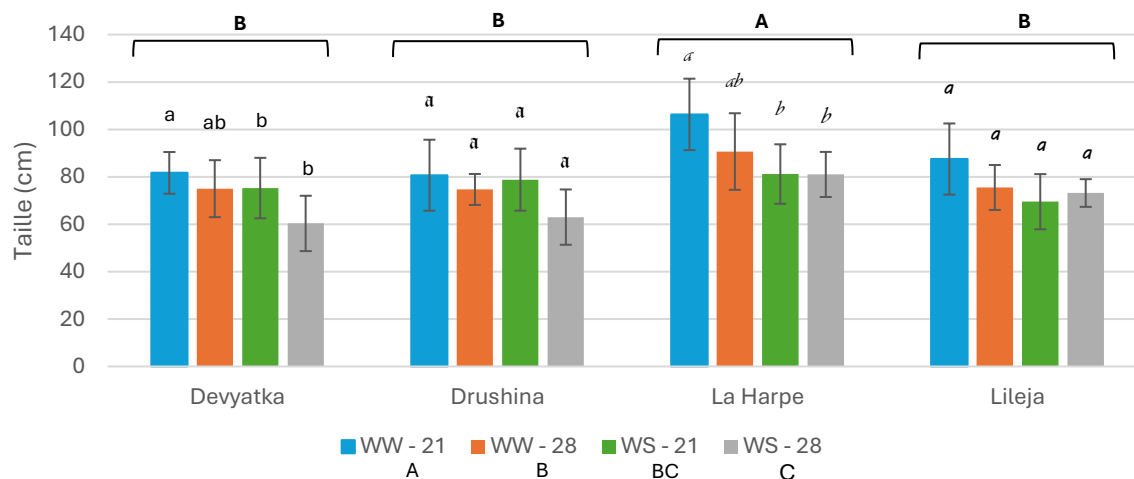 B B A B
140
120
100
80
60
40
20
0
Taille (cm)
a ab b b
a a a a
a ab b b
a a a a
Devyatka Drushina La Harpe Lileja
WW - 21 WW - 28 WS - 21 WS - 28
A B BC C